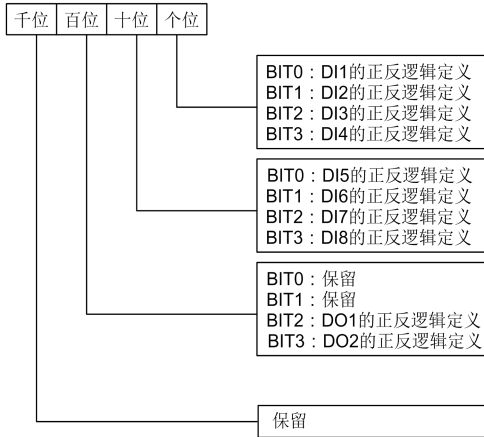 千位 百位 十位 个位
BIT0：DI1的正反逻辑定义
BIT1：DI2的正反逻辑定义
BIT2：DI3的正反逻辑定义
BIT3：DI4的正反逻辑定义
BIT0：DI5的正反逻辑定义
BIT1：DI6的正反逻辑定义
BIT2：DI7的正反逻辑定义
BIT3：DI8的正反逻辑定义
BIT0：保留
BIT1：保留
BIT2：DO1的正反逻辑定义
BIT3：DO2的正反逻辑定义
保留